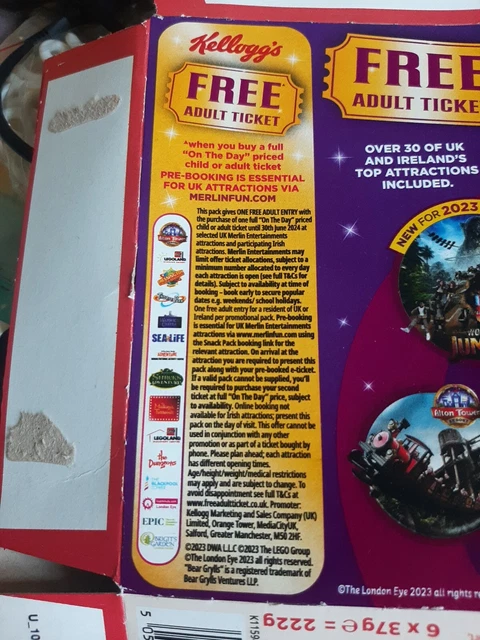 Kellogg's
FREE
ADULT TICKET
*when you buy a full
"On The Day" priced
child or adult ticket
PRE-BOOKING IS ESSENTIAL
FOR UK ATTRACTIONS VIA
MERLINFUN.COM
This pack gives ONE FREE ADULT ENTRY with
the purchase of one full "On Day" priced
child or adult ticket until 30th June 2024 at
selected UK Merlin Entertainments
attractions and participating Irish
attractions. Merlin Entertainments may
limit offer ticket allocations, subject to a
minimum number allocated to every day
each attraction is open (see full T&Cs for
details). Subject to availability at time of
booking – book early to secure popular
dates e.g. weekends/ school holidays.
One free adult entry for a resident of UK or
Ireland per promotional pack. Pre-booking
is essential for UK Merlin Entertainments
attractions via www.merlinfun.com using
the Snack Pack booking link for the
relevant attraction. On arrival at the
attraction you are required to present this
pack along with your pre-booked e-ticket.
If a valid pack cannot be supplied, you'll
be required to purchase your second
ticket at full "On The Day" price, subject
to availability. Online booking not
available for Irish attractions; present this
pack on the day of visit. This offer cannot be
used in conjunction with any other
promotion or as part of a ticket bought by
phone. Please plan ahead; each attraction
has different opening times.
Age/height/weight/medical restrictions
may apply and are subject to change. To
avoid disappointment see full T&Cs at
www.freeadultticket.co.uk. Promoter:
Kellogg Marketing and Sales Company (UK)
Limited, Orange Tower, MediaCityUK,
Salford, Greater Manchester, M50 2HF.
©2023 DWA L.L.C ©2023 The LEGO Group
©The London Eye 2023 all rights reserved.
"Bear Grylls" is a registered trademark of
Bear Grylls Ventures LLP.
Alton Towers
LEGOLAND
SEA LIFE
LEGOLAND
the Dungeons
London Eye
EPIC
FREE
ADULT TICKE
OVER 30 OF UK
AND IRELAND'S
TOP ATTRACTIONS
INCLUDED.
NEW FOR 2023
Alton Towers
©The London Eye 2023 all rights re
6 x 37g e = 222g
K1159
5 05
U_10